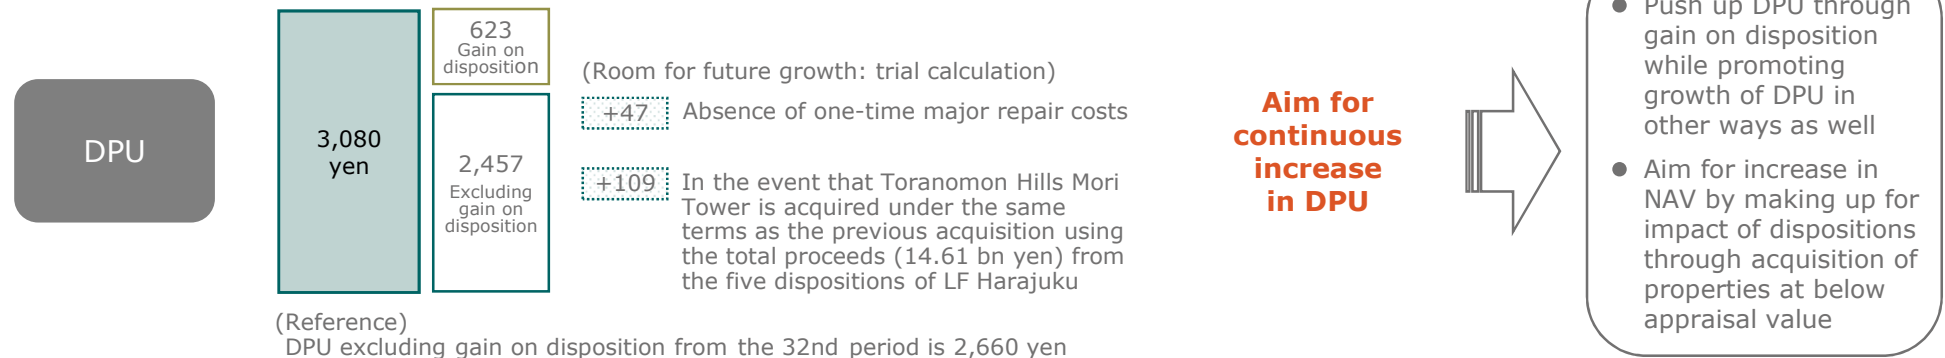 DPU
3,080
yen
623
Gain on
disposition
2,457
Excluding
gain on
disposition
(Room for future growth: trial calculation)
+47
Absence of one-time major repair costs
+109
In the event that Toranomon Hills Mori
Tower is acquired under the same
terms as the previous acquisition using
the total proceeds (14.61 bn yen) from
the five dispositions of LF Harajuku
(Reference)
DPU excluding gain on disposition from the 32nd period is 2,660 yen
Aim for
continuous
increase
in DPU
● Push up DPU through
gain on disposition
while promoting
growth of DPU in
other ways as well
● Aim for increase in
NAV by making up for
impact of dispositions
through acquisition of
properties at below
appraisal value